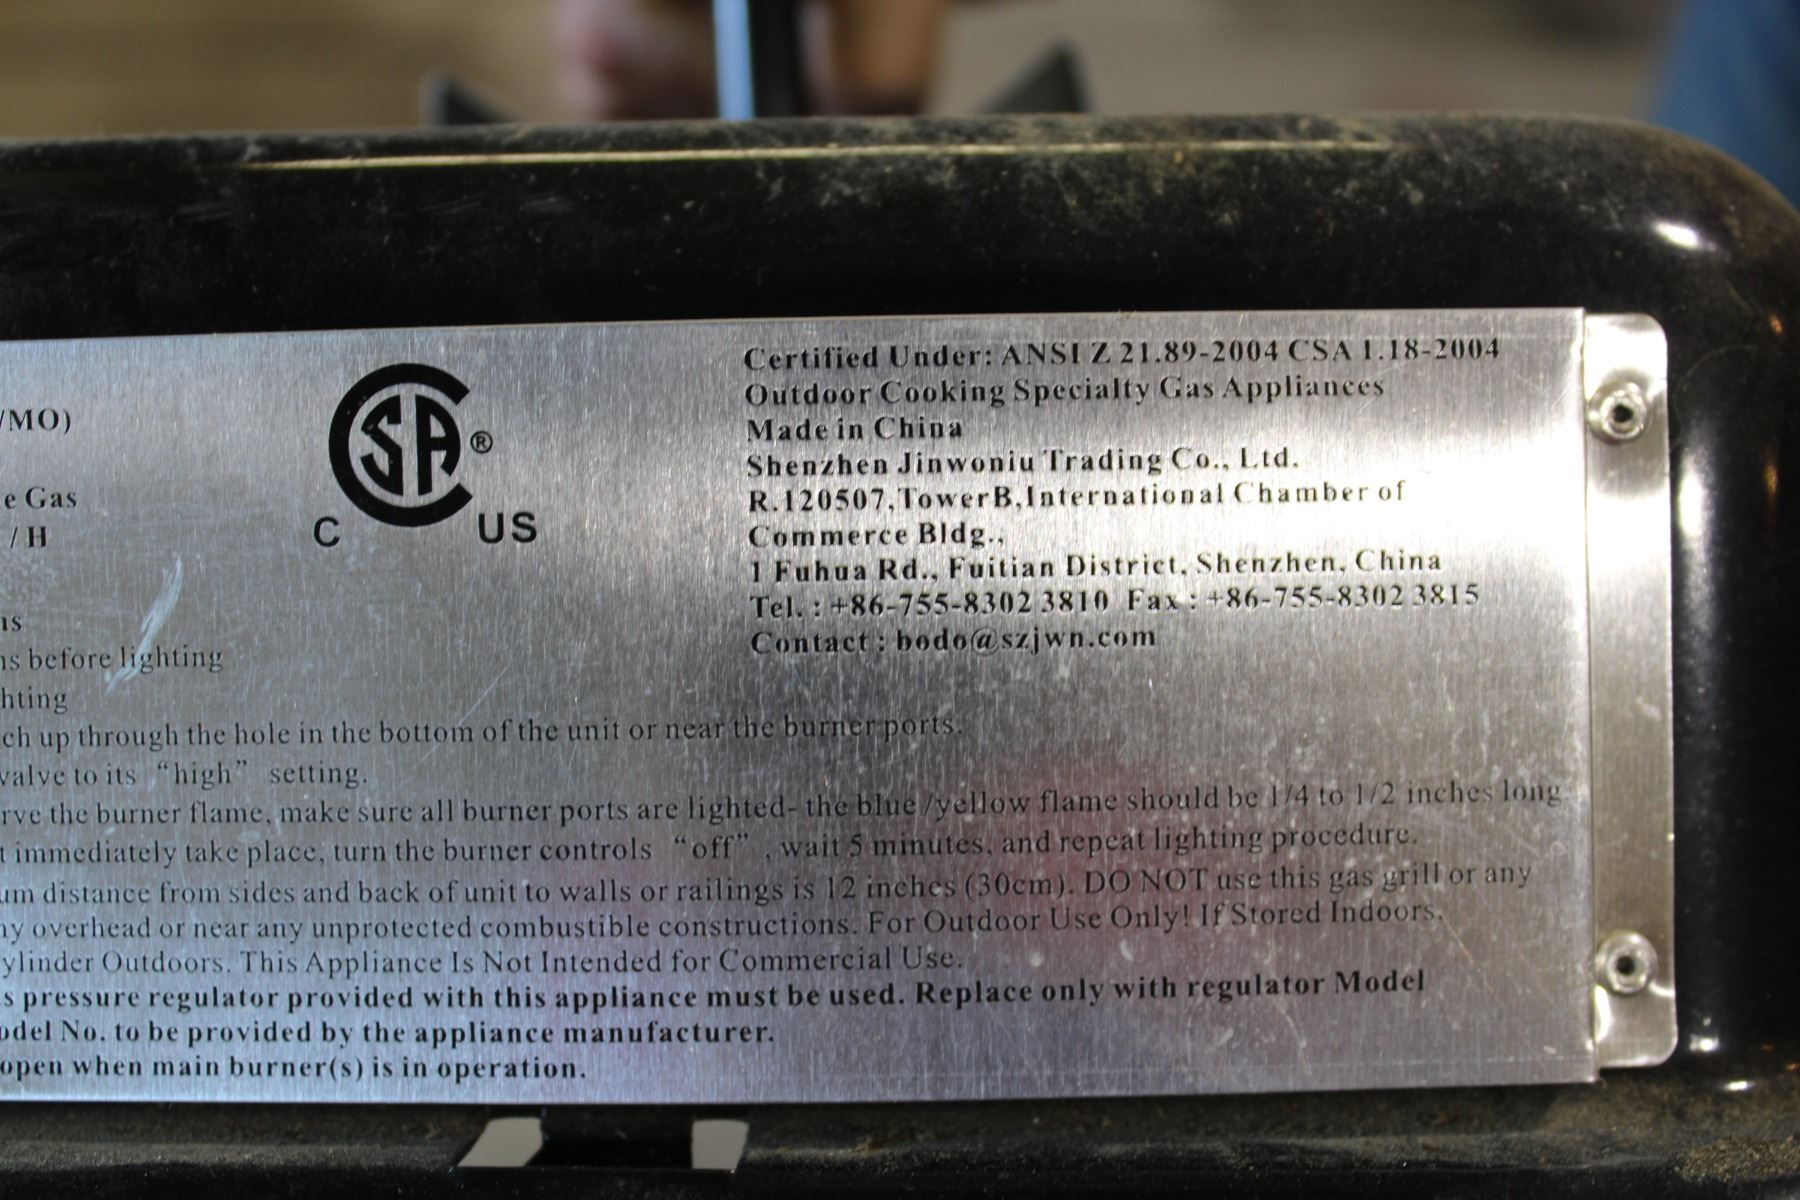 Certified Under: ANSI Z 21.89-2004 CSA 1.18-2004
Outdoor Cooking Specialty Gas Appliances
Made in China
Shenzhen Jinwoniu Trading Co., Ltd.
R.120507,TowerB,International Chamber of
Commerce Bldg.,
1 Fuhua Rd., Fuitian District, Shenzhen, China
Tel. : +86-755-8302 3810 Fax : +86-755-8302 3815
Contact : bodo@szjwn.com
CSA ®
C US
/MO)
e Gas
/ H
ns
ns before lighting
hting
ch up through the hole in the bottom of the unit or near the burner ports.
valve to its “high” setting.
rve the burner flame, make sure all burner ports are lighted- the blue /yellow flame should be 1/4 to 1/2 inches long
t immediately take place, turn the burner controls “off” , wait 5 minutes, and repeat lighting procedure.
um distance from sides and back of unit to walls or railings is 12 inches (30cm). DO NOT use this gas grill or any
ny overhead or near any unprotected combustible constructions. For Outdoor Use Only! If Stored Indoors,
ylinder Outdoors. This Appliance Is Not Intended for Commercial Use.
s pressure regulator provided with this appliance must be used. Replace only with regulator Model
odel No. to be provided by the appliance manufacturer.
open when main burner(s) is in operation.